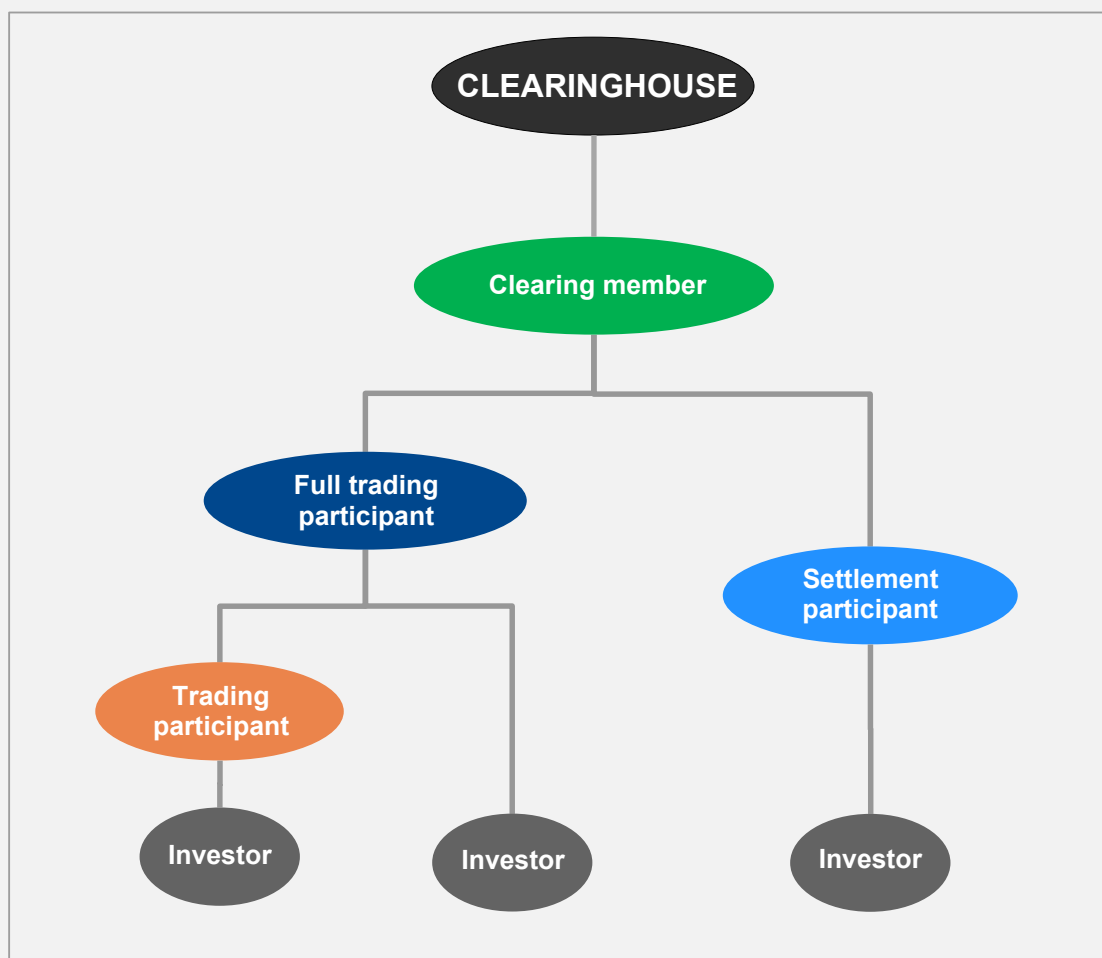 CLEARINGHOUSE
Clearing member
Full trading
participant
Settlement
participant
Trading
participant
Investor
Investor
Investor